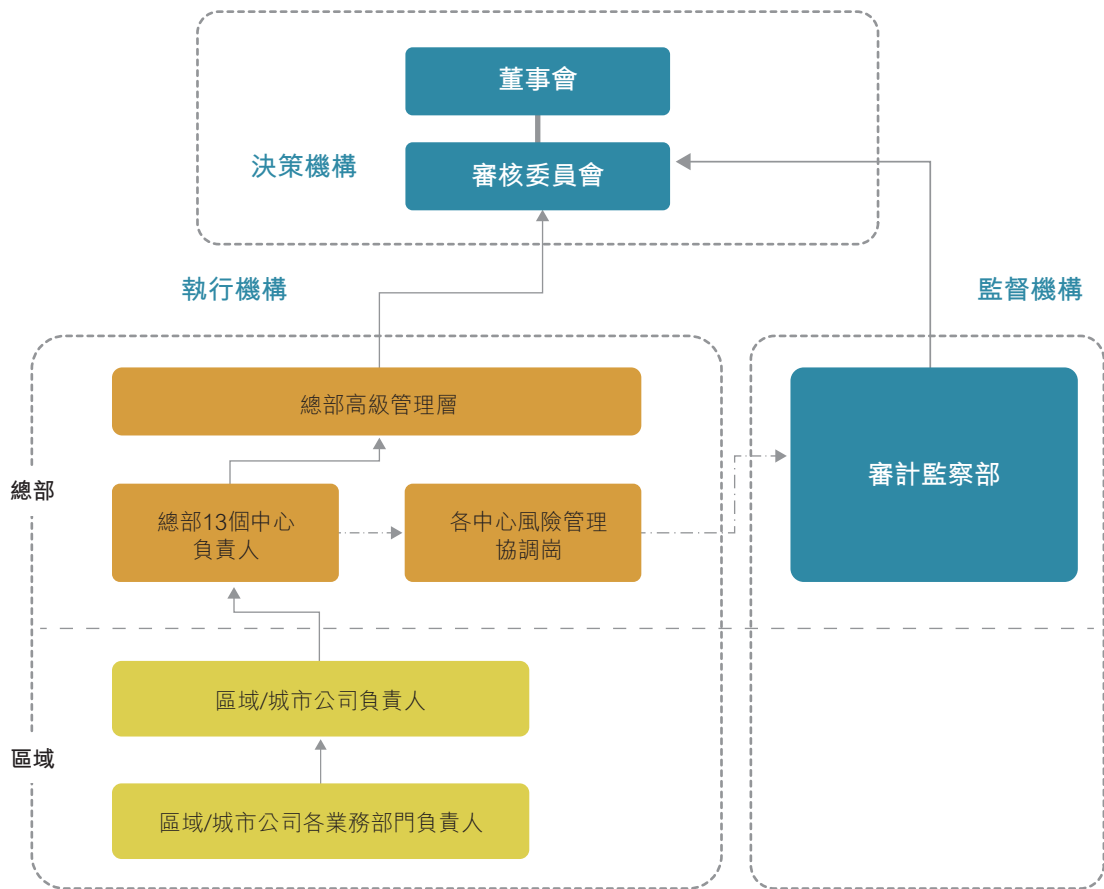 董事會
決策機構
審核委員會
執行機構
監督機構
總部高級管理層
總部
總部13個中心
負責人
各中心風險管理
協調崗
審計監察部
區域/城市公司負責人
區域
區域/城市公司各業務部門負責人